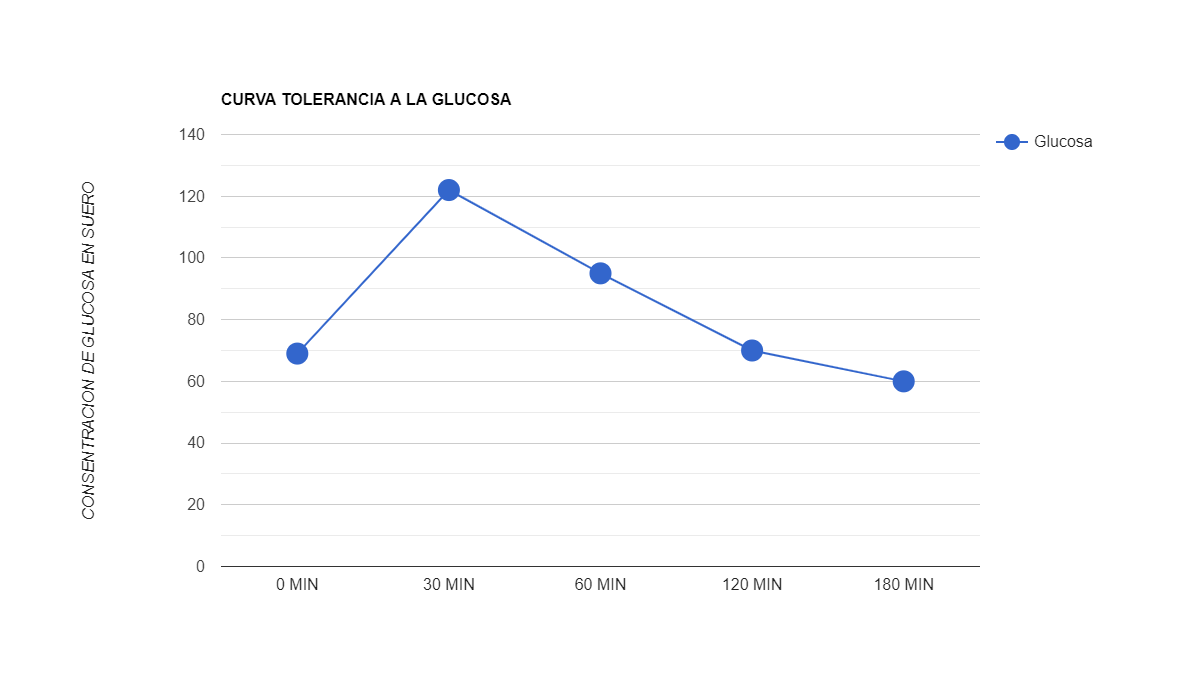 CURVA TOLERANCIA A LA GLUCOSA
Glucosa
CONSENTRACION DE GLUCOSA EN SUERO
140
120
100
80
60
40
20
0
0 MIN
30 MIN
60 MIN
120 MIN
180 MIN